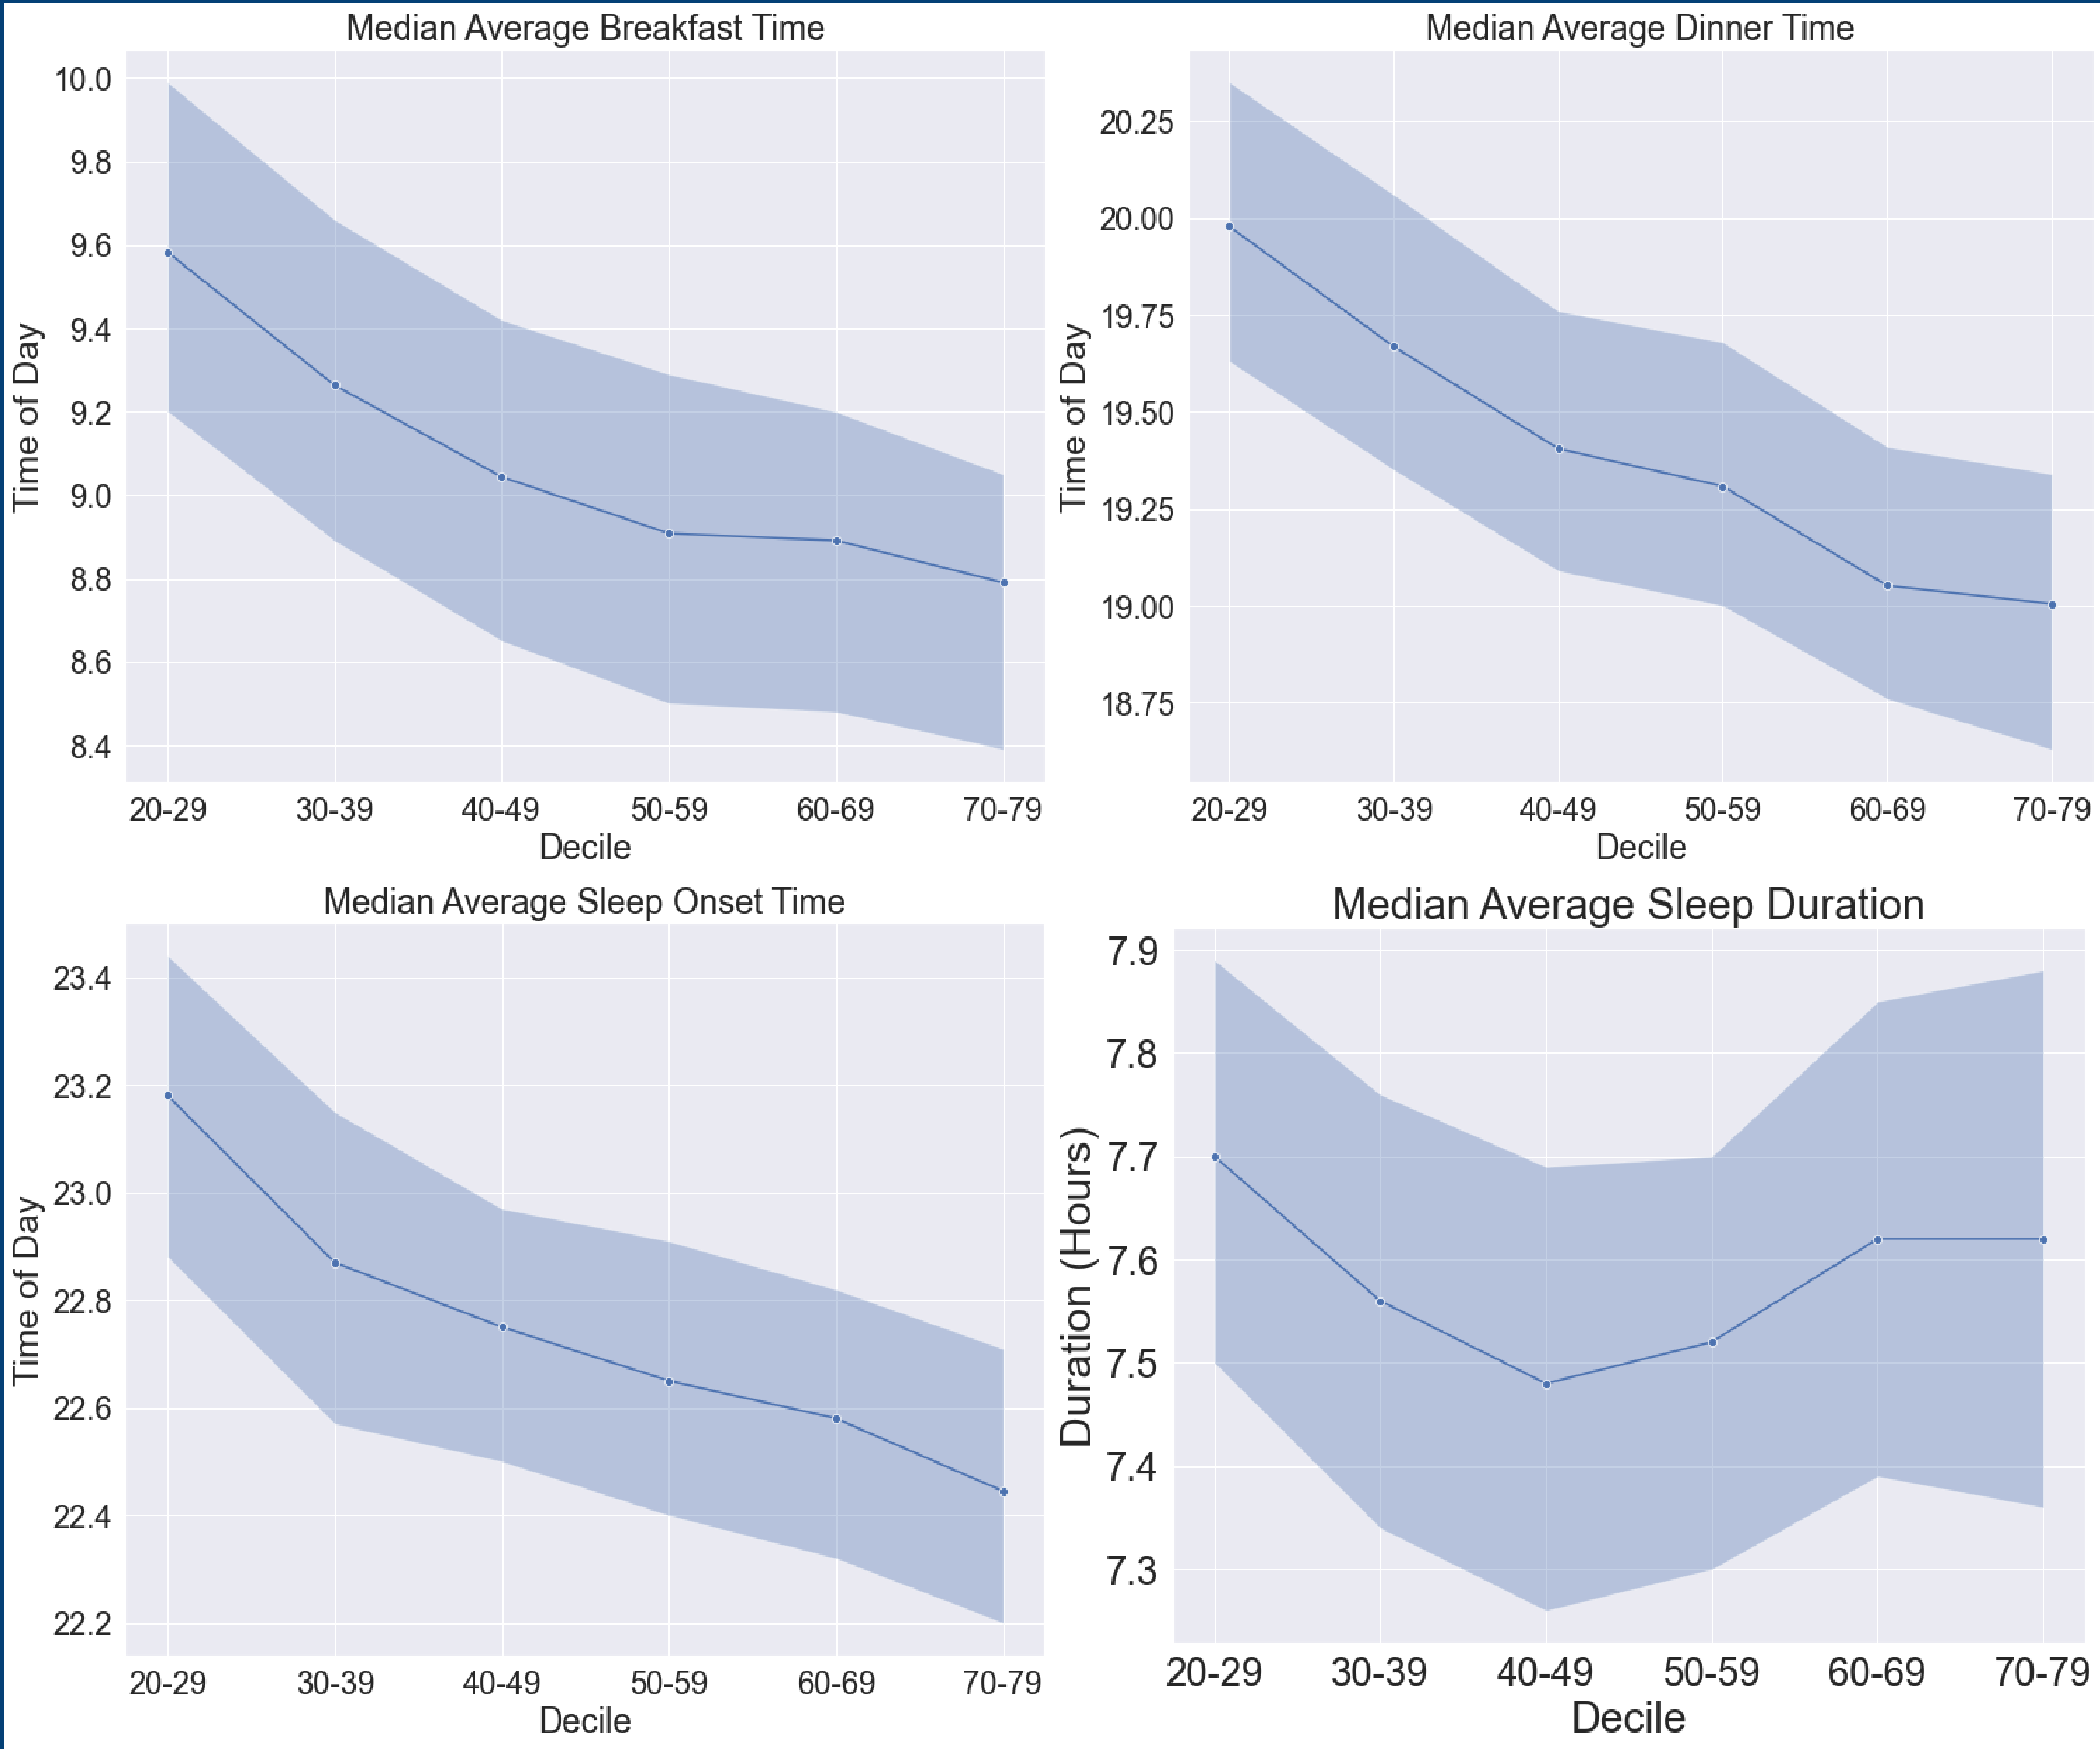 Median Average Breakfast Time
Time of Day
10.0
9.8
9.6
9.4
9.2
9.0
8.8
8.6
8.4
20-29 30-39 40-49 50-59 60-69 70-79
Decile
Median Average Dinner Time
Time of Day
20.25
20.00
19.75
19.50
19.25
19.00
18.75
20-29 30-39 40-49 50-59 60-69 70-79
Decile
Median Average Sleep Onset Time
Time of Day
23.4
23.2
23.0
22.8
22.6
22.4
22.2
20-29 30-39 40-49 50-59 60-69 70-79
Decile
Median Average Sleep Duration
Duration (Hours)
7.9
7.8
7.7
7.6
7.5
7.4
7.3
20-29 30-39 40-49 50-59 60-69 70-79
Decile